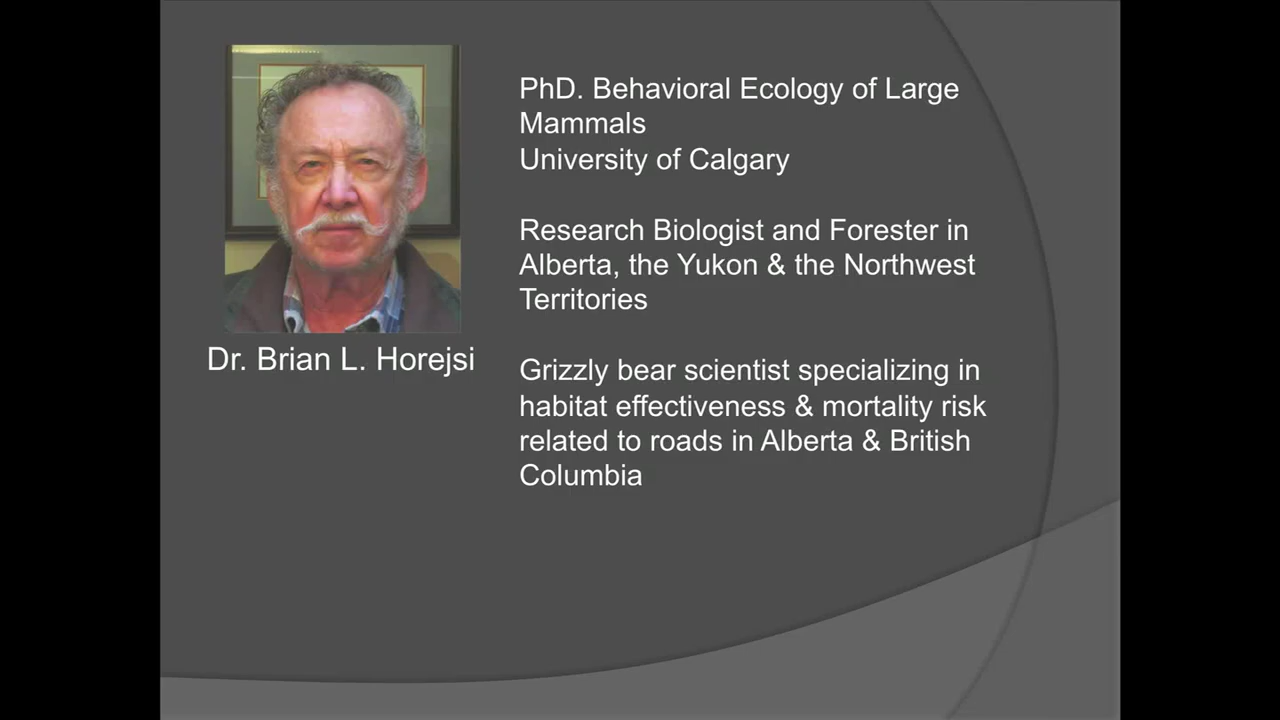 PhD. Behavioral Ecology of Large
Mammals
University of Calgary
Research Biologist and Forester in
Alberta, the Yukon & the Northwest
Territories
Dr. Brian L. Horejsi
Grizzly bear scientist specializing in
habitat effectiveness & mortality risk
related to roads in Alberta & British
Columbia